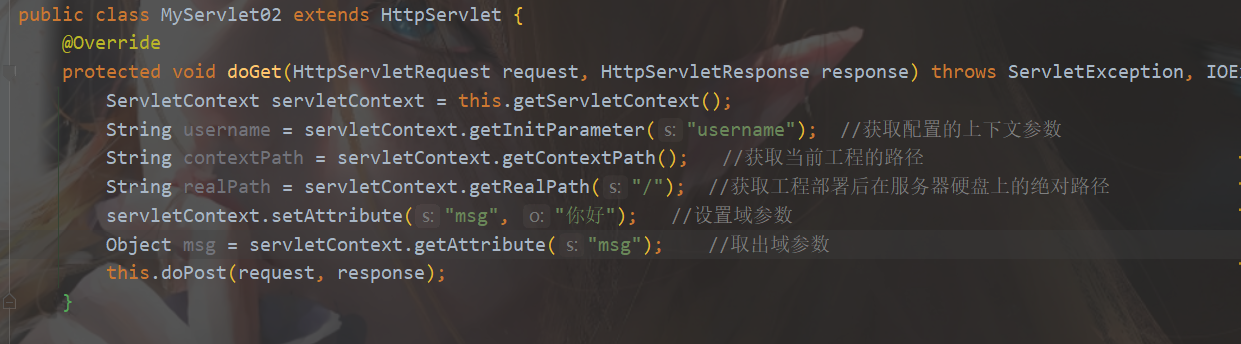 public class MyServlet02 extends HttpServlet {
@Override
protected void doGet(HttpServletRequest request, HttpServletResponse response) throws ServletException, IOE
ServletContext servletContext = this.getServletContext();
String username = servletContext.getInitParameter( s: "username");  //获取配置的上下文参数
String contextPath = servletContext.getContextPath();   //获取当前工程的路径
String realPath = servletContext.getRealPath( s: "/");  //获取工程部署后在服务器硬盘上的绝对路径
servletContext.setAttribute( s: "msg", o: "你好");   //设置域参数
Object msg = servletContext.getAttribute( s: "msg");    //取出域参数
this.doPost(request, response);
}